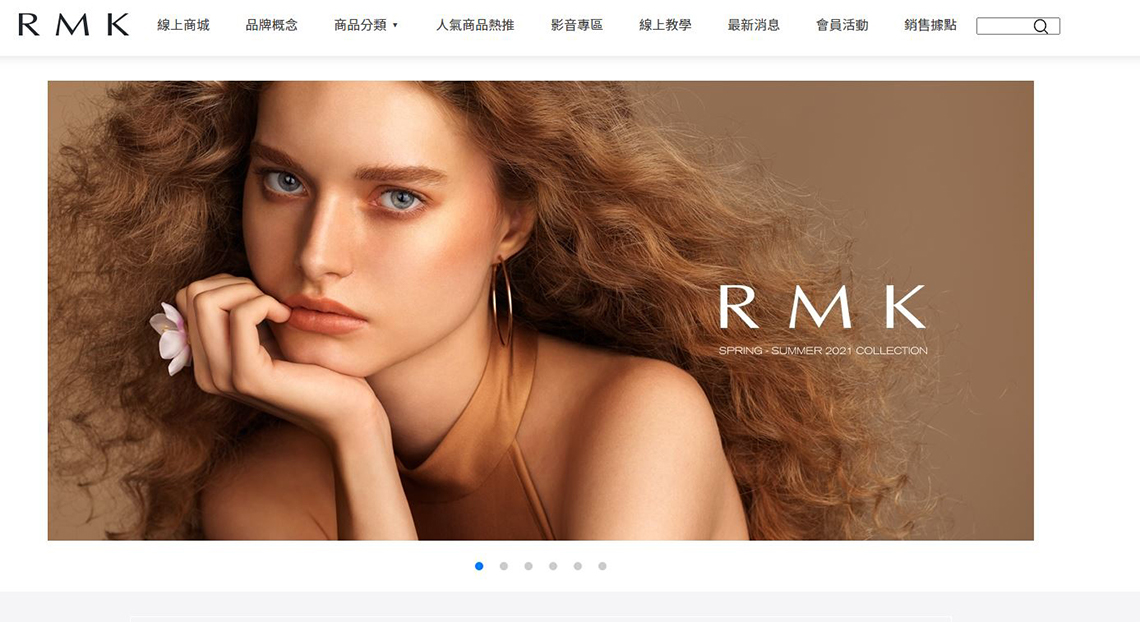 RMK 線上商城 品牌概念 商品分類 ▼ 人氣商品熱推 影音專區 線上教學 最新消息 會員活動 銷售據點
RMK
SPRING - SUMMER 2021 COLLECTION